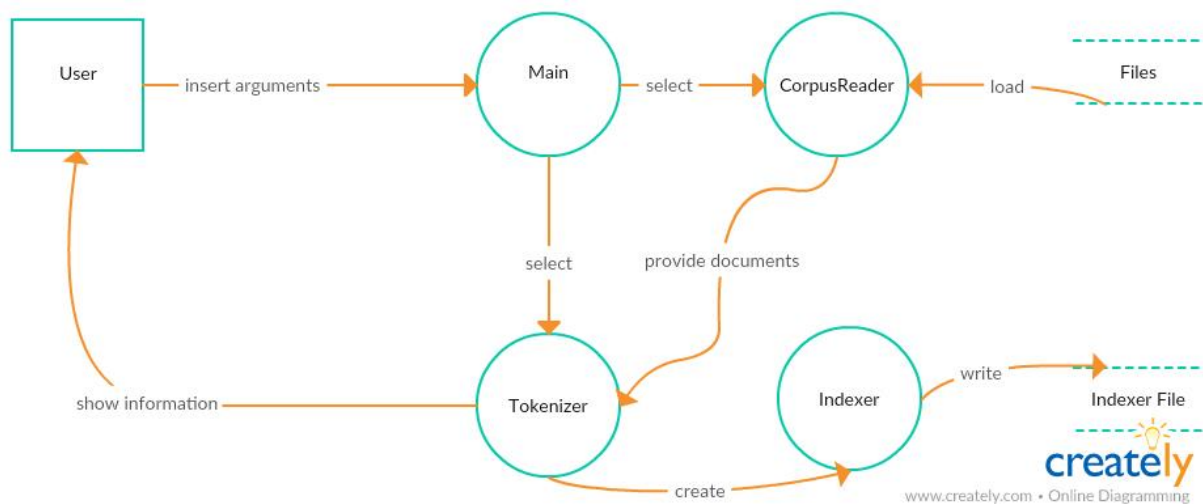 User
insert arguments
Main
select
CorpusReader
load
Files
select
provide documents
show information
Tokenizer
create
Indexer
write
Indexer File
creately
www.creately.com • Online Diagramming